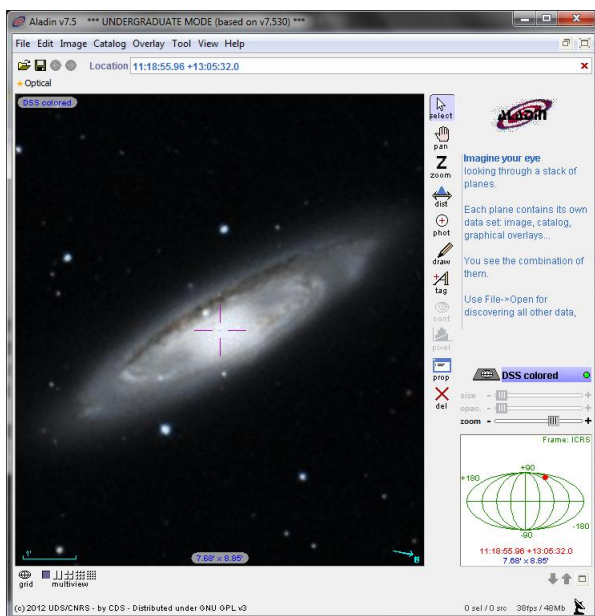 Aladin v7.5 *** UNDERGRADUATE MODE (based on v7.530) ***
File Edit Image Catalog Overlay Tool View Help
Location 11:18:55.96 +13:05:32.0
Optical
DSS colored
select
pan
Z
zoom
dist
phot
draw
tag
cont
pixel
prop
del
ALADIN
Imagine your eye
looking through a stack of
planes.
Each plane contains its own
data set: image, catalog,
graphical overlays...
You see the combination of
them.
Use File->Open for
discovering all other data,
DSS colored
size - +
opac. - +
zoom - +
Frame: ICRS
+90
+180
-180
-90
11:18:55.96 +13:05:32.0
7.68' x 8.85'
1'
7.68' x 8.85'
grid
multiview
(c) 2012 UDS/CNRS - by CDS - Distributed under GNU GPL v3
0 sel / 0 src 38fps / 48Mb